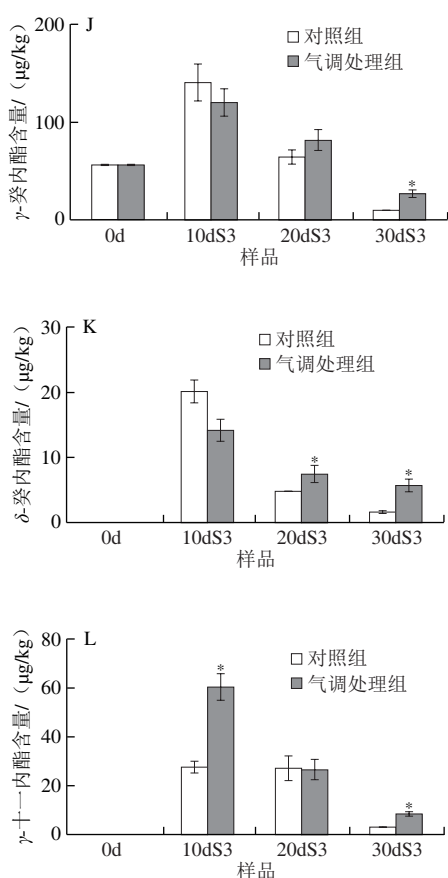 J
对照组
气调处理组
γ-癸内酯含量/（μg/kg）
200
100
0
*
0d 10dS3 20dS3 30dS3
样品
K
对照组
气调处理组
δ-癸内酯含量/（μg/kg）
30
20
10
0
* *
0d 10dS3 20dS3 30dS3
样品
L
对照组
气调处理组
γ-十一内酯含量/（μg/kg）
80
60
40
20
0
* *
0d 10dS3 20dS3 30dS3
样品